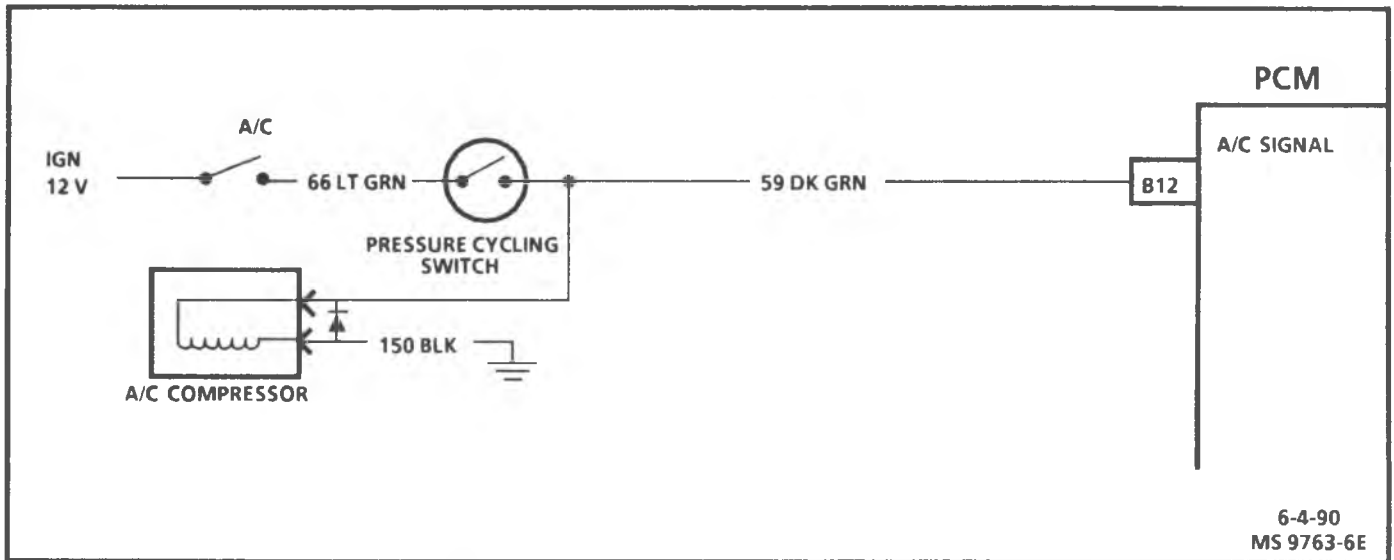 PCM
A/C
A/C SIGNAL
IGN
12 V
66 LT GRN
59 DK GRN
B12
PRESSURE CYCLING
SWITCH
150 BLK
A/C COMPRESSOR
6-4-90
MS 9763-6E